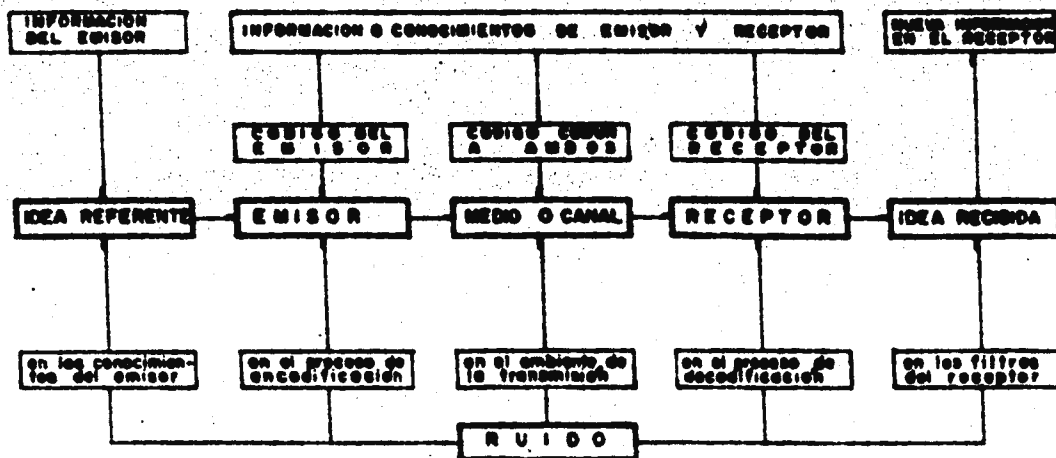 INFORMACION
DEL EMISOR
INFORMACION O CONOCIMIENTOS DE EMISOR Y RECEPTOR
NUEVA INFORMACION
EN EL RECEPTOR
CODIGO DEL
EMISOR
CODIGO COMUN
A AMBOS
CODIGO DEL
RECEPTOR
IDEA REFERENTE
EMISOR
MEDIO O CANAL
RECEPTOR
IDEA RECIBIDA
en los conocimien-
tos del emisor
en el proceso de
encodificación
en el ambiente de
la transmisión
en el proceso de
decodificación
en los filtros
del receptor
RUIDO